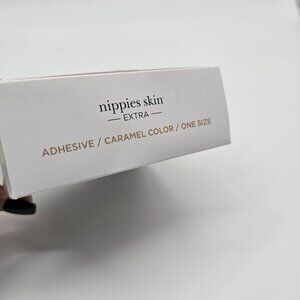 nippies skin
— EXTRA —
ADHESIVE / CARAMEL COLOR / ONE SIZE